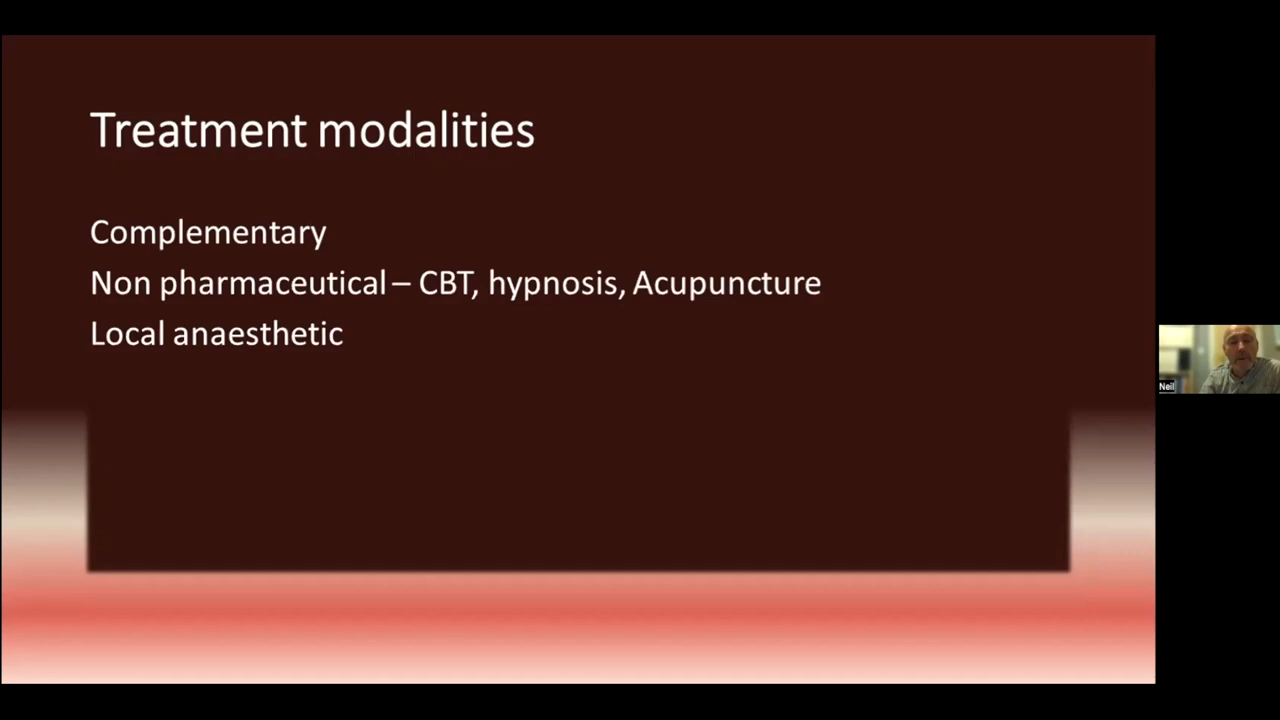 Treatment modalities
Complementary
Non pharmaceutical – CBT, hypnosis, Acupuncture
Local anaesthetic
Neil